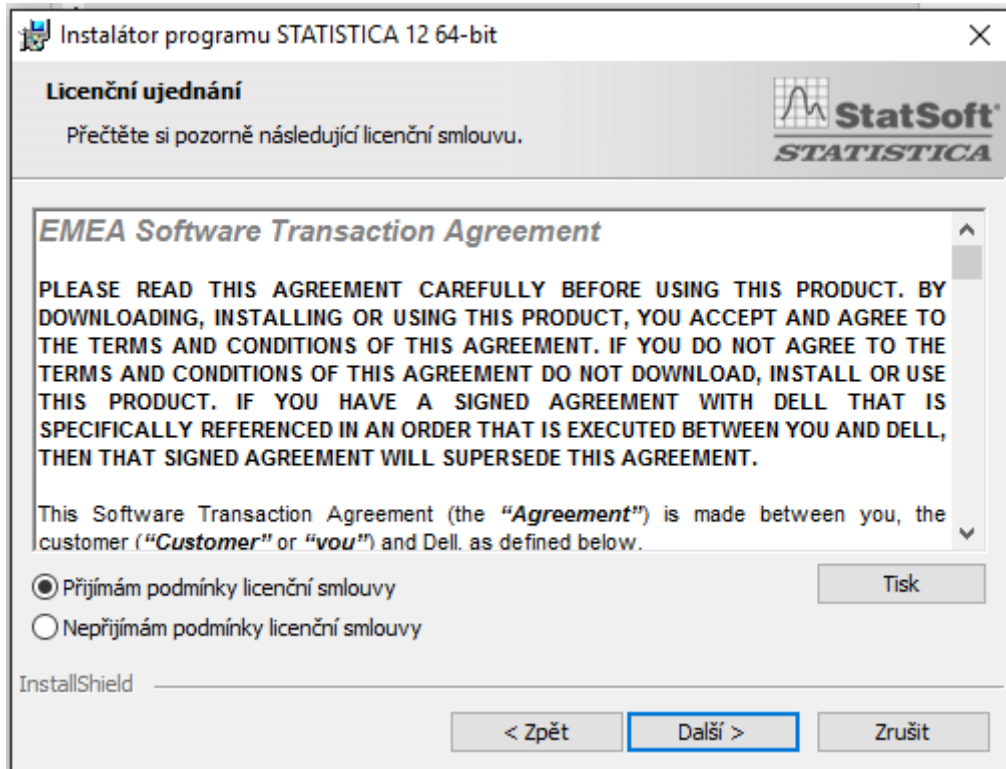 Instalátor programu STATISTICA 12 64-bit
Licenční ujednání
Přečtěte si pozorně následující licenční smlouvu.
StatSoft
STATISTICA
EMEA Software Transaction Agreement
PLEASE READ THIS AGREEMENT CAREFULLY BEFORE USING THIS PRODUCT. BY
DOWNLOADING, INSTALLING OR USING THIS PRODUCT, YOU ACCEPT AND AGREE TO
THE TERMS AND CONDITIONS OF THIS AGREEMENT. IF YOU DO NOT AGREE TO THE
TERMS AND CONDITIONS OF THIS AGREEMENT DO NOT DOWNLOAD, INSTALL OR USE
THIS PRODUCT. IF YOU HAVE A SIGNED AGREEMENT WITH DELL THAT IS
SPECIFICALLY REFERENCED IN AN ORDER THAT IS EXECUTED BETWEEN YOU AND DELL,
THEN THAT SIGNED AGREEMENT WILL SUPERSEDE THIS AGREEMENT.
This Software Transaction Agreement (the “Agreement”) is made between you, the
customer (“Customer” or “you”) and Dell, as defined below.
Přijímám podmínky licenční smlouvy
Tisk
Nepřijímám podmínky licenční smlouvy
InstallShield
< Zpět
Další >
Zrušit